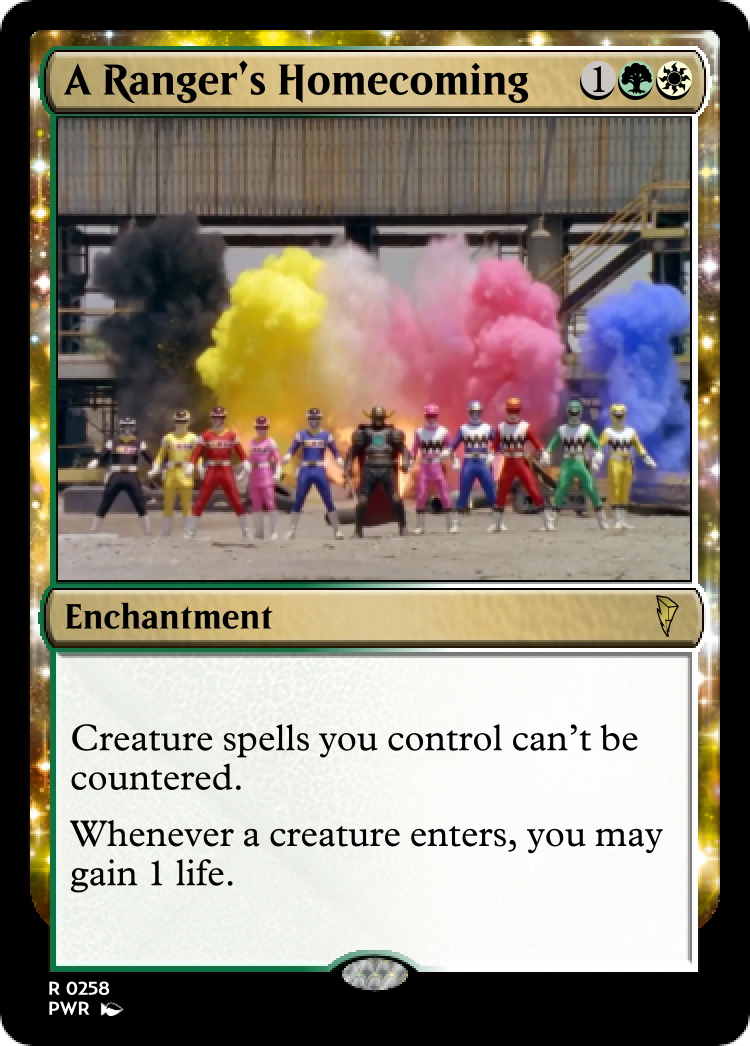 A Ranger's Homecoming 1
Enchantment
Creature spells you control can't be
countered.
Whenever a creature enters, you may
gain 1 life.
R 0258
PWR